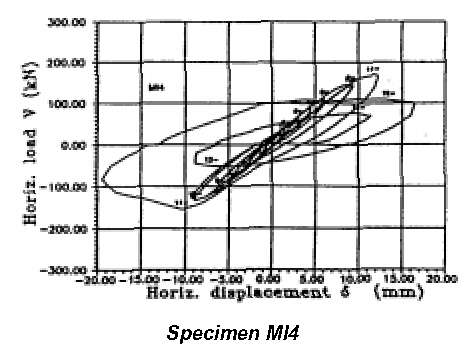 300.00
200.00
100.00
0.00
−100.00
−200.00
−300.00
Horiz. load V (kN)
MI4
−20.00 −15.00 −10.00 −5.00 0.00 5.00 10.00 15.00 20.00
Horiz. displacement δ (mm)
Specimen MI4